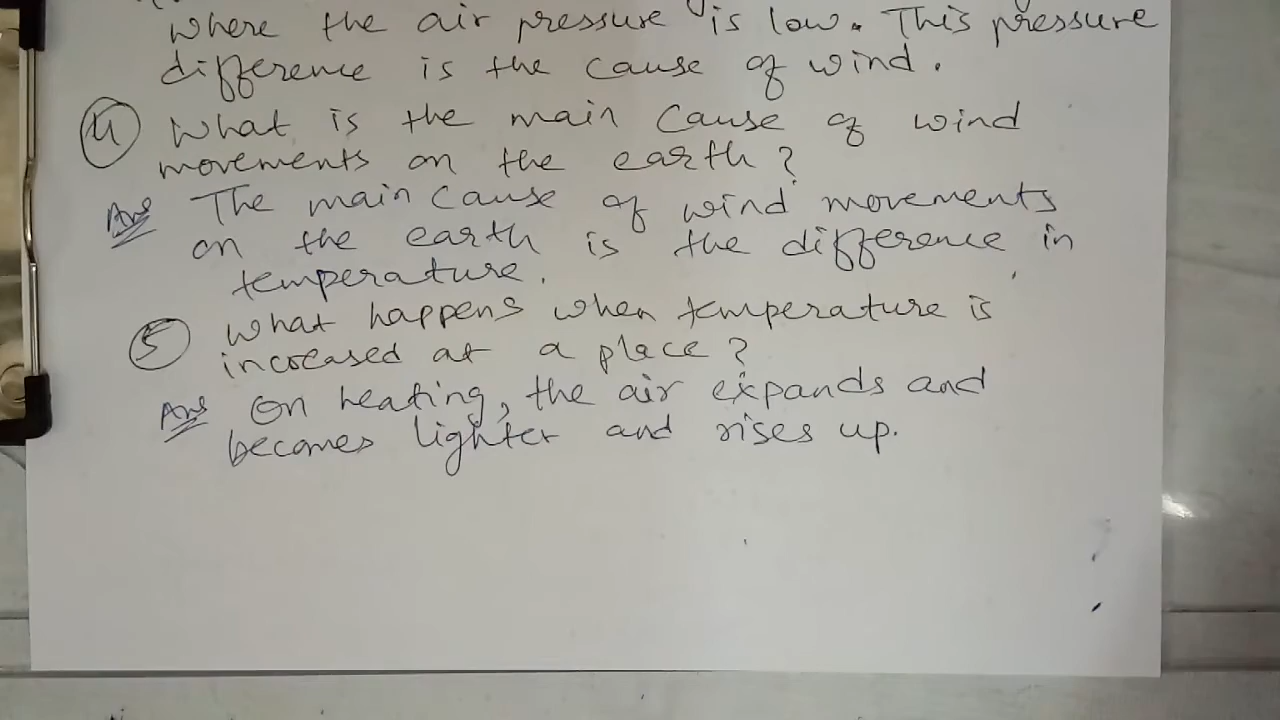 where the air pressure is low. This pressure
difference is the cause of wind.
4 What is the main cause of wind
movements on the earth?
Ans The main cause of wind movements
on the earth is the difference in
temperature.
5 What happens when temperature is
increased at a place?
Ans On heating, the air expands and
becomes lighter and rises up.